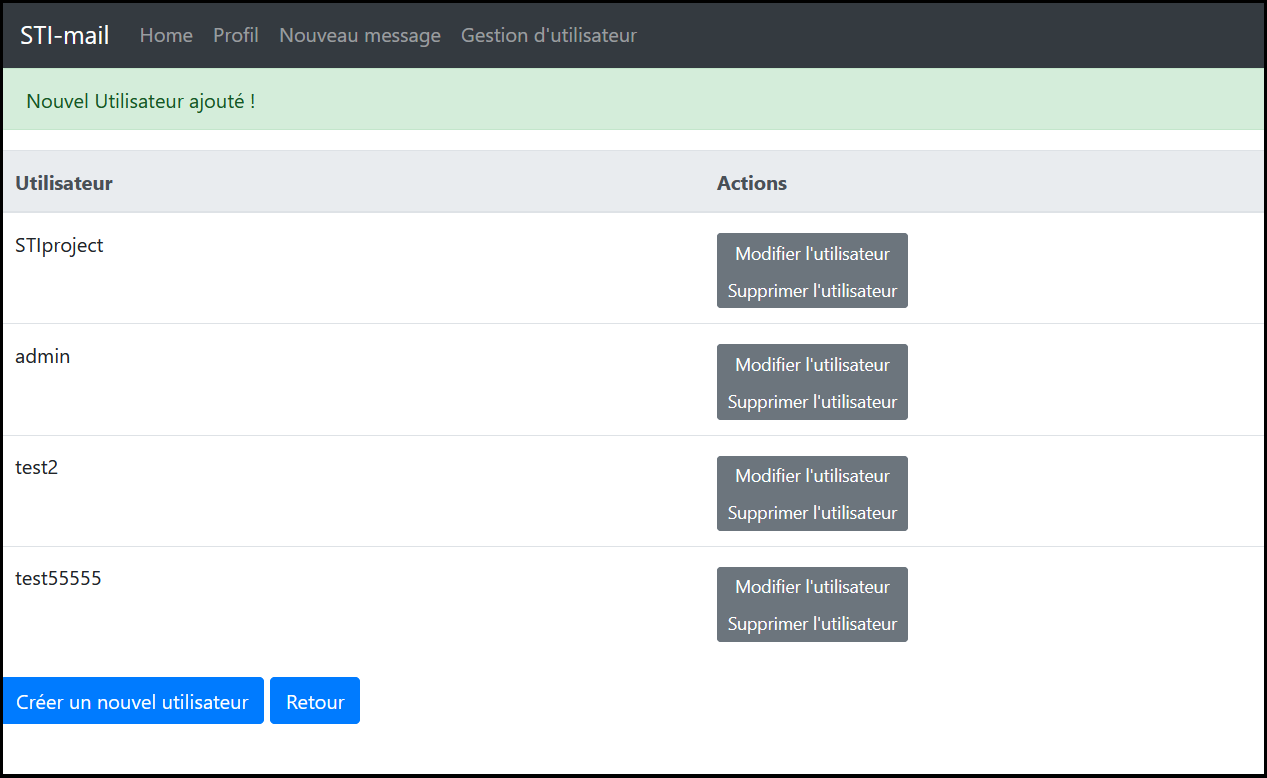 STI-mail Home Profil Nouveau message Gestion d'utilisateur
Nouvel Utilisateur ajouté !
Utilisateur Actions
STIproject Modifier l'utilisateur
Supprimer l'utilisateur
admin Modifier l'utilisateur
Supprimer l'utilisateur
test2 Modifier l'utilisateur
Supprimer l'utilisateur
test55555 Modifier l'utilisateur
Supprimer l'utilisateur
Créer un nouvel utilisateur Retour